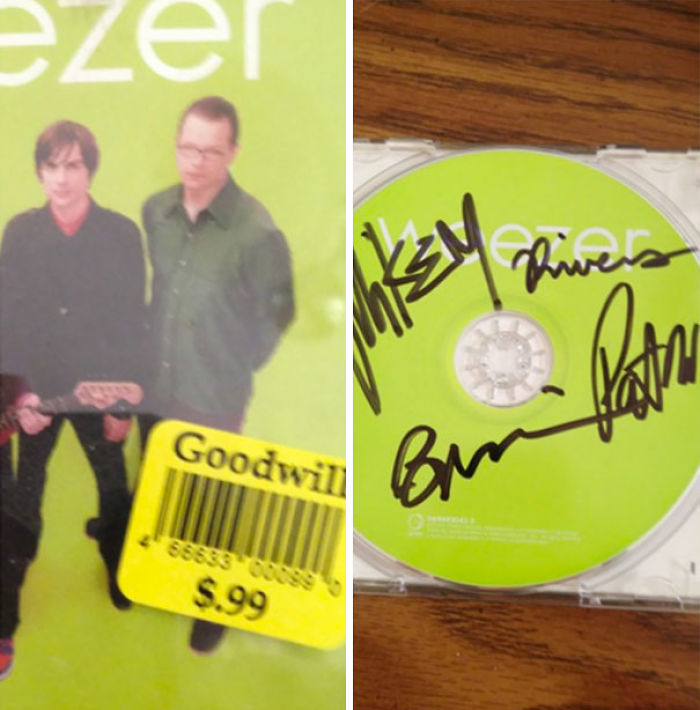 ezer
Goodwill
4 66633 00099 0
$.99
weezer
MiKEY
Rivers
Brian
Pat